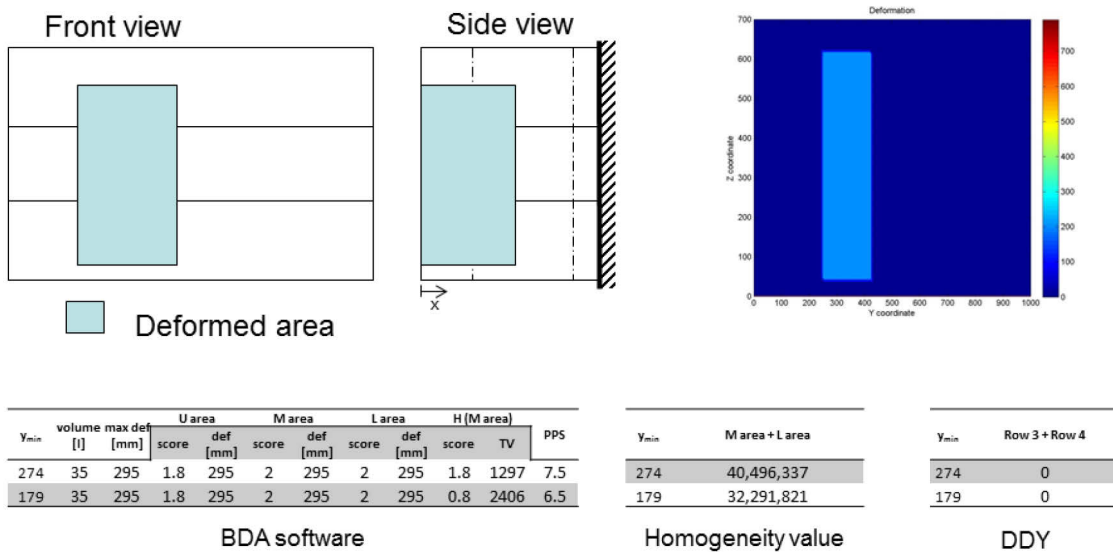 Front view
Side view
x
Deformed area
Deformation
700
600
500
400
300
200
100
0
Z coordinate
0 100 200 300 400 500 600 700 800 900 1000
Y coordinate
700
600
500
400
300
200
100
0
y_min volume [l] max def [mm] U area M area L area H (M area) PPS
score def [mm] score def [mm] score def [mm] score TV
274 35 295 1.8 295 2 295 2 295 1.8 1297 7.5
179 35 295 1.8 295 2 295 2 295 0.8 2406 6.5
BDA software
y_min M area + L area
274 40,496,337
179 32,291,821
Homogeneity value
y_min Row 3 + Row 4
274 0
179 0
DDY